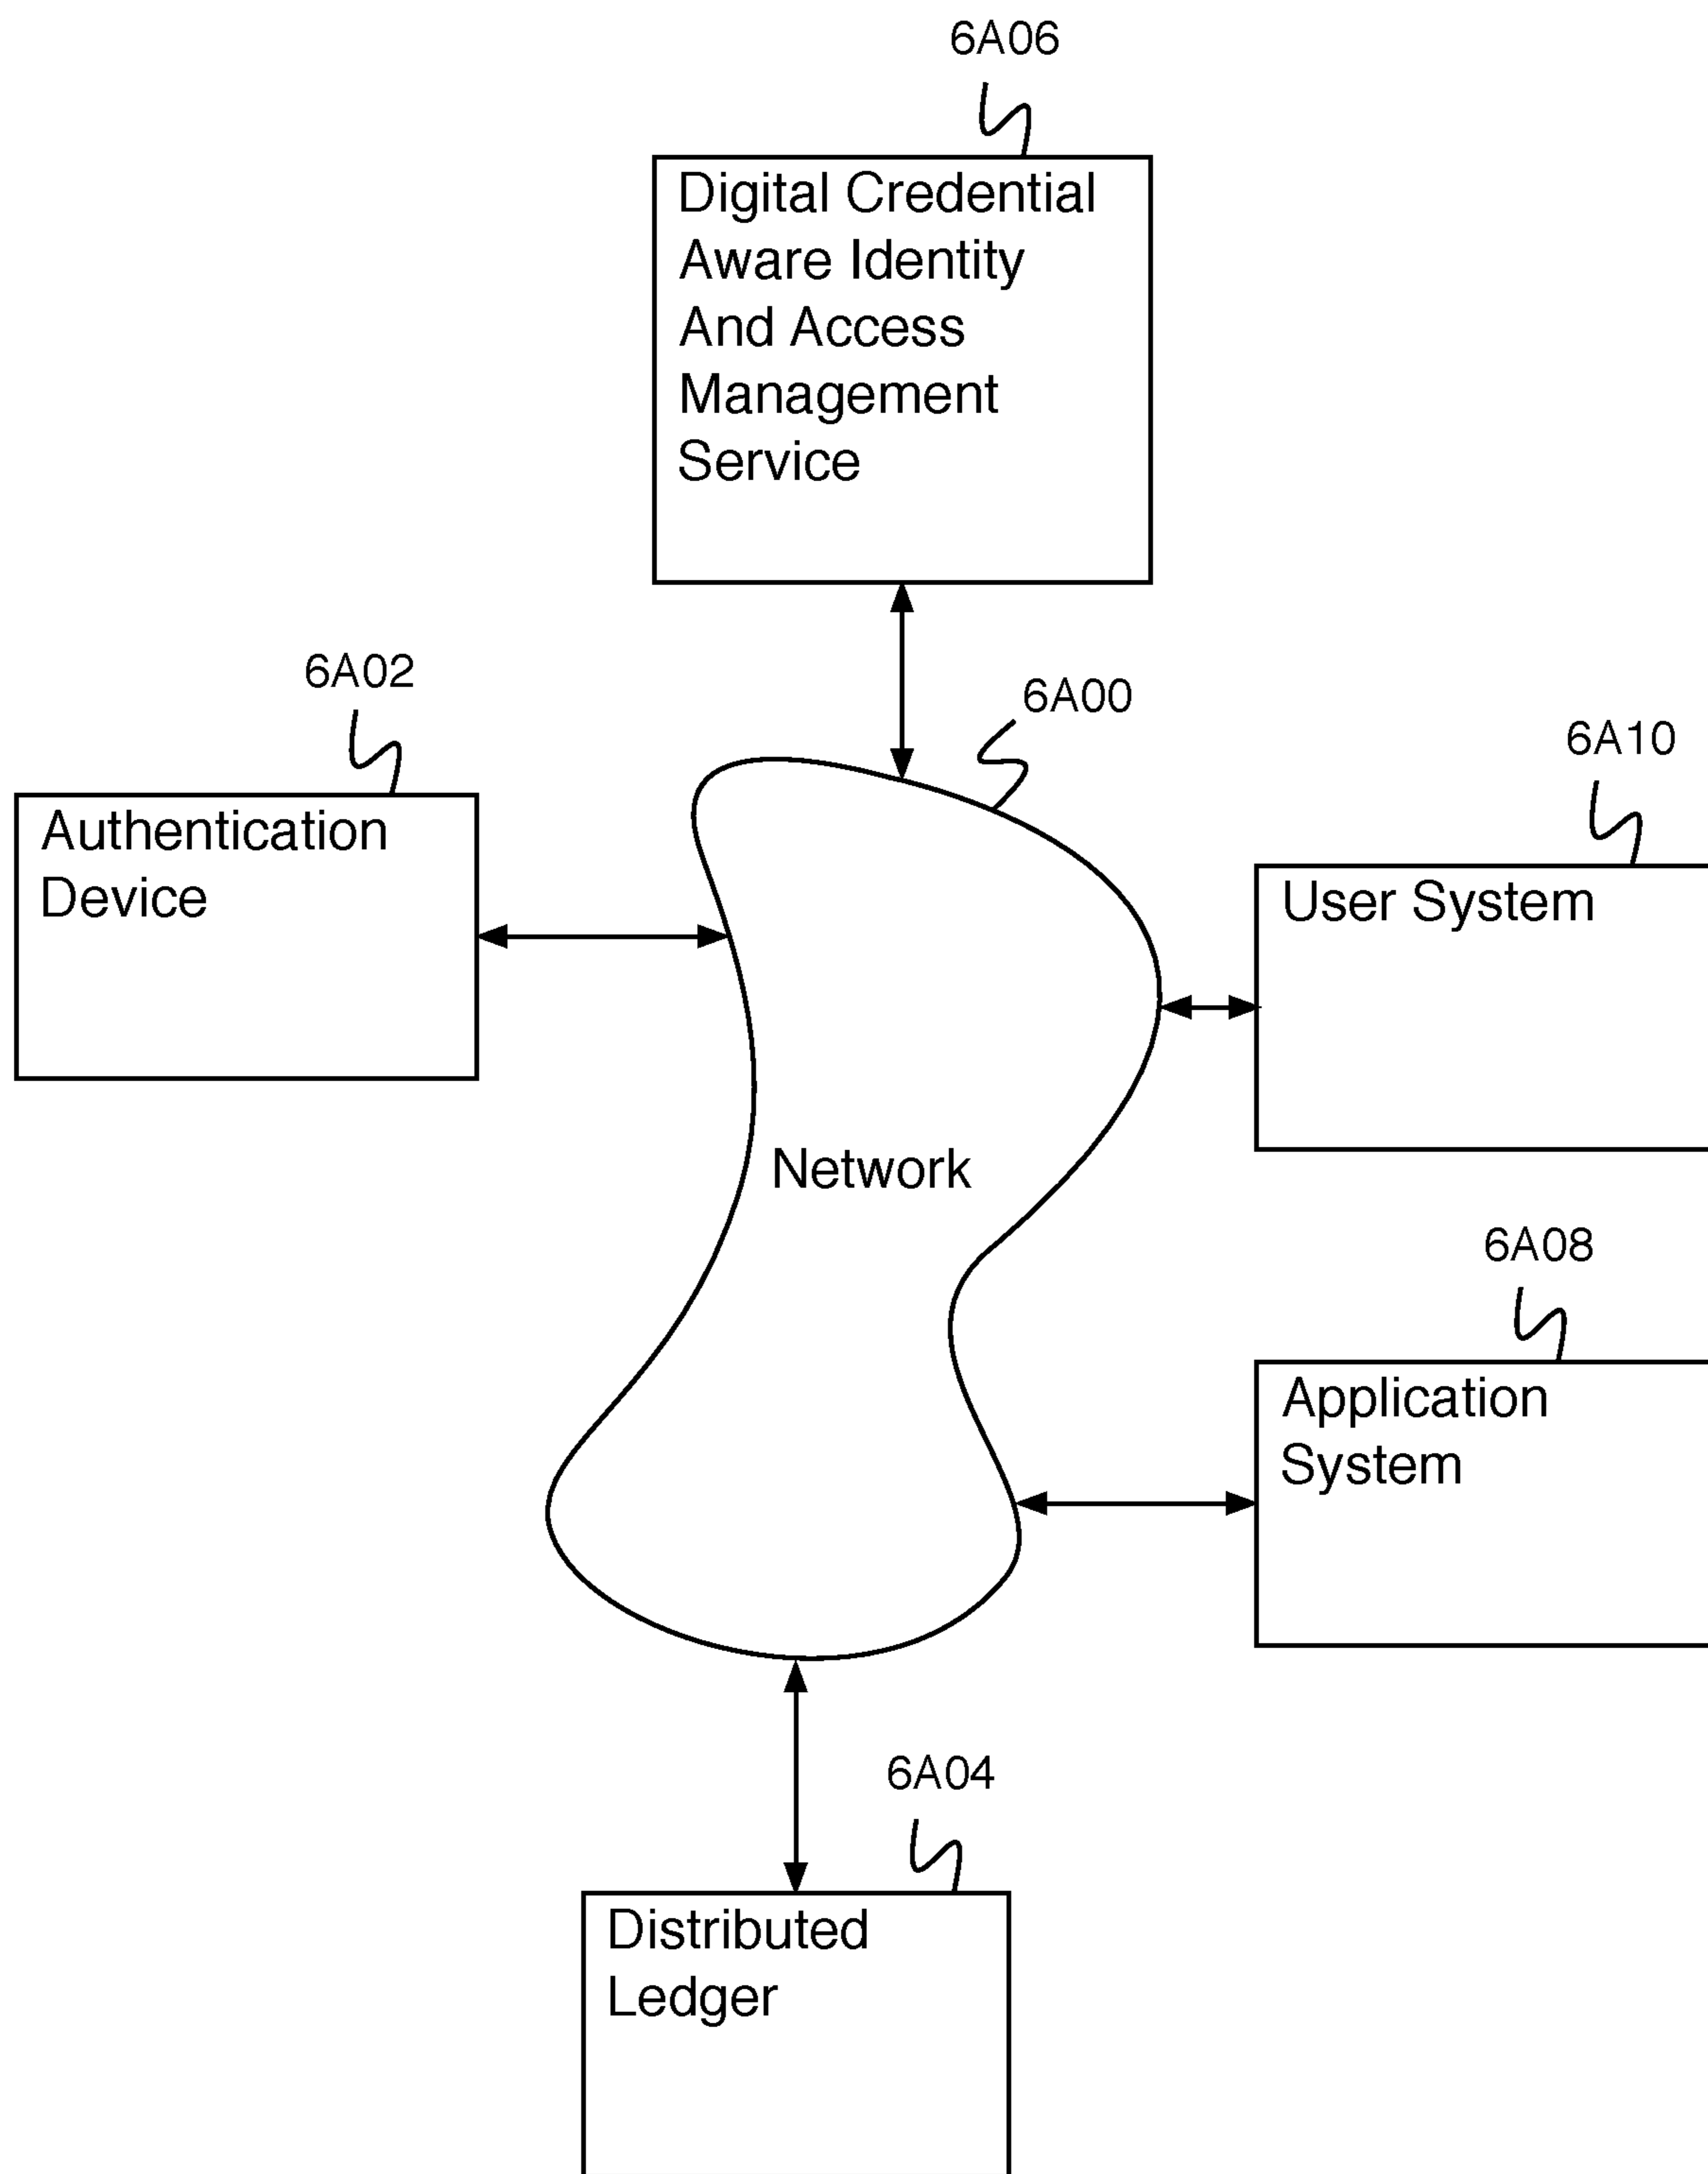 6A06
Digital Credential
Aware Identity
And Access
Management
Service
6A02
6A00
6A10
Authentication
Device
User System
Network
6A08
Application
System
6A04
Distributed
Ledger